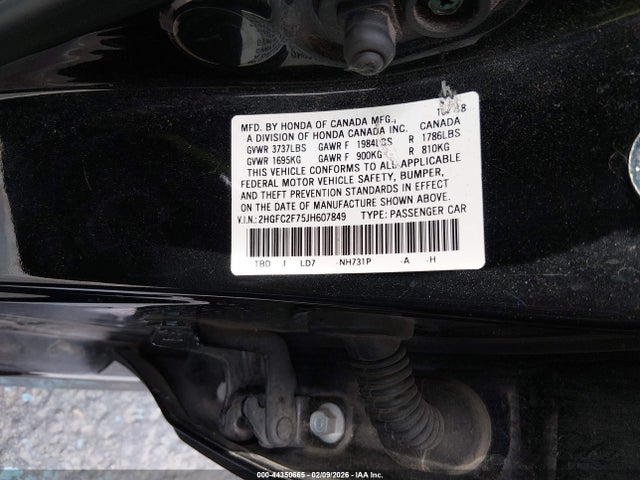 MFD. BY HONDA OF CANADA MFG.,
A DIVISION OF HONDA CANADA INC. CANADA
GVWR 3737LBS GAWR F 1984LBS R 1786LBS
GVWR 1695KG GAWR F 900KG R 810KG
THIS VEHICLE CONFORMS TO ALL APPLICABLE
FEDERAL MOTOR VEHICLE SAFETY, BUMPER,
AND THEFT PREVENTION STANDARDS IN EFFECT
ON THE DATE OF MANUFACTURE SHOWN ABOVE.
V.I.N.:2HGFC2F75JH607849 TYPE: PASSENGER CAR
TBD J LD7 -NH731P -A -H
000-44350665 - 02/09/2026 - IAA Inc.